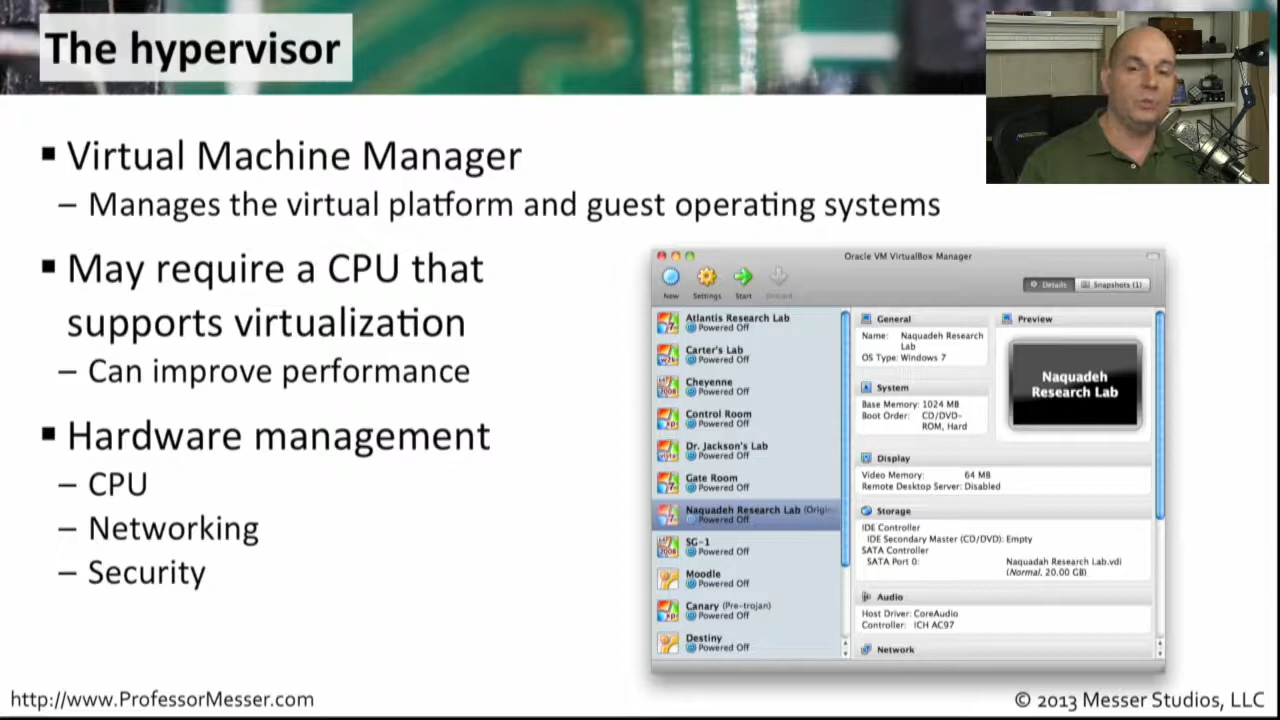 The hypervisor
▪ Virtual Machine Manager
– Manages the virtual platform and guest operating systems
▪ May require a CPU that
supports virtualization
– Can improve performance
▪ Hardware management
– CPU
– Networking
– Security
Oracle VM VirtualBox Manager
New Settings Start Discard
Details Snapshots (1)
Atlantis Research Lab
Powered Off
Carter's Lab
Powered Off
Cheyenne
Powered Off
Control Room
Powered Off
Dr. Jackson's Lab
Powered Off
Gate Room
Powered Off
Naquadeh Research Lab (Origin
Powered Off
SG-1
Powered Off
Moodle
Powered Off
Canary (Pre-trojan)
Powered Off
Destiny
Powered Off
General
Name: Naquadeh Research
Lab
OS Type: Windows 7
System
Base Memory: 1024 MB
Boot Order: CD/DVD-
ROM, Hard
Preview
Naquadeh
Research Lab
Display
Video Memory: 64 MB
Remote Desktop Server: Disabled
Storage
IDE Controller
IDE Secondary Master (CD/DVD): Empty
SATA Controller
SATA Port 0: Naquadah Research Lab.vdi
(Normal, 20.00 GB)
Audio
Host Driver: CoreAudio
Controller: ICH AC97
Network
http://www.ProfessorMesser.com
© 2013 Messer Studios, LLC